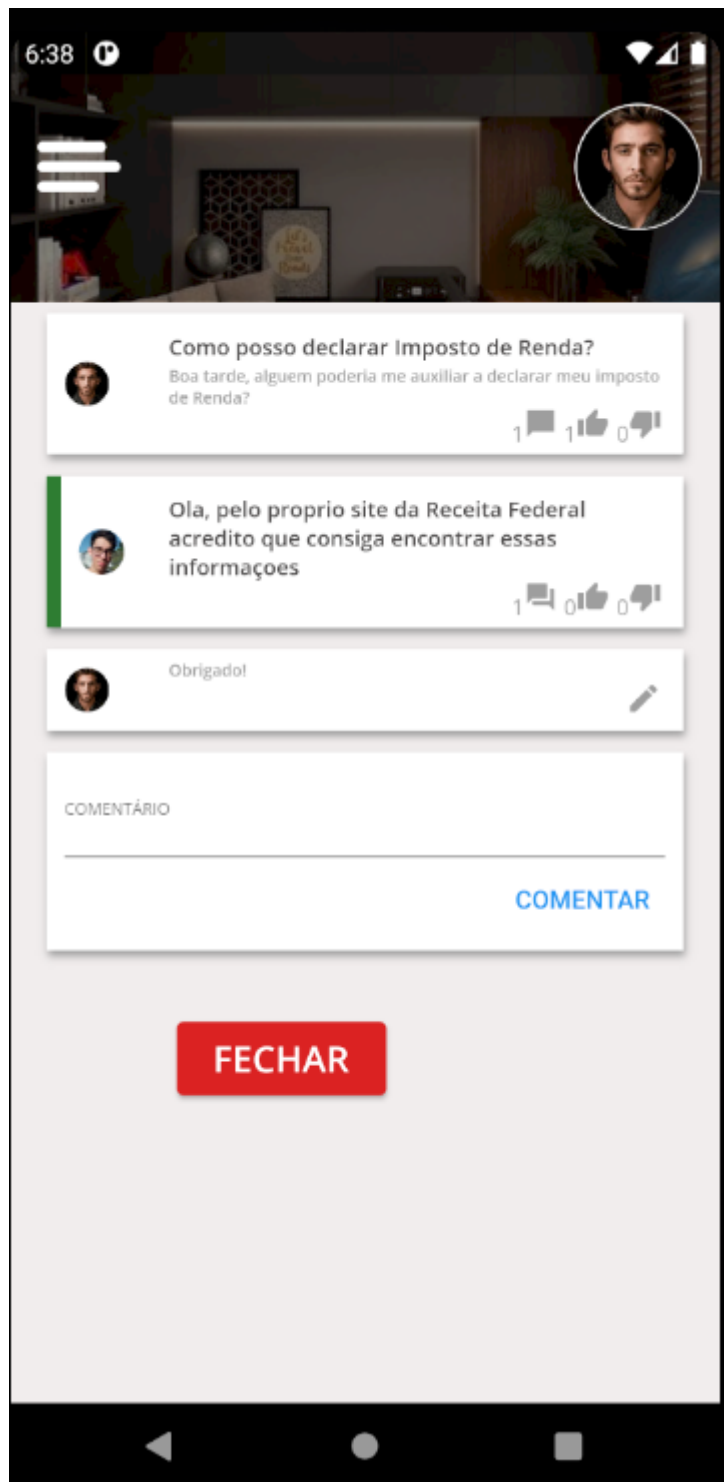 6:38
Let's
Travel
Como posso declarar Imposto de Renda?
Boa tarde, alguem poderia me auxiliar a declarar meu imposto
de Renda?
1 1 0
Ola, pelo proprio site da Receita Federal
acredito que consiga encontrar essas
informaçoes
1 0 0
Obrigado!
COMENTÁRIO
COMENTAR
FECHAR